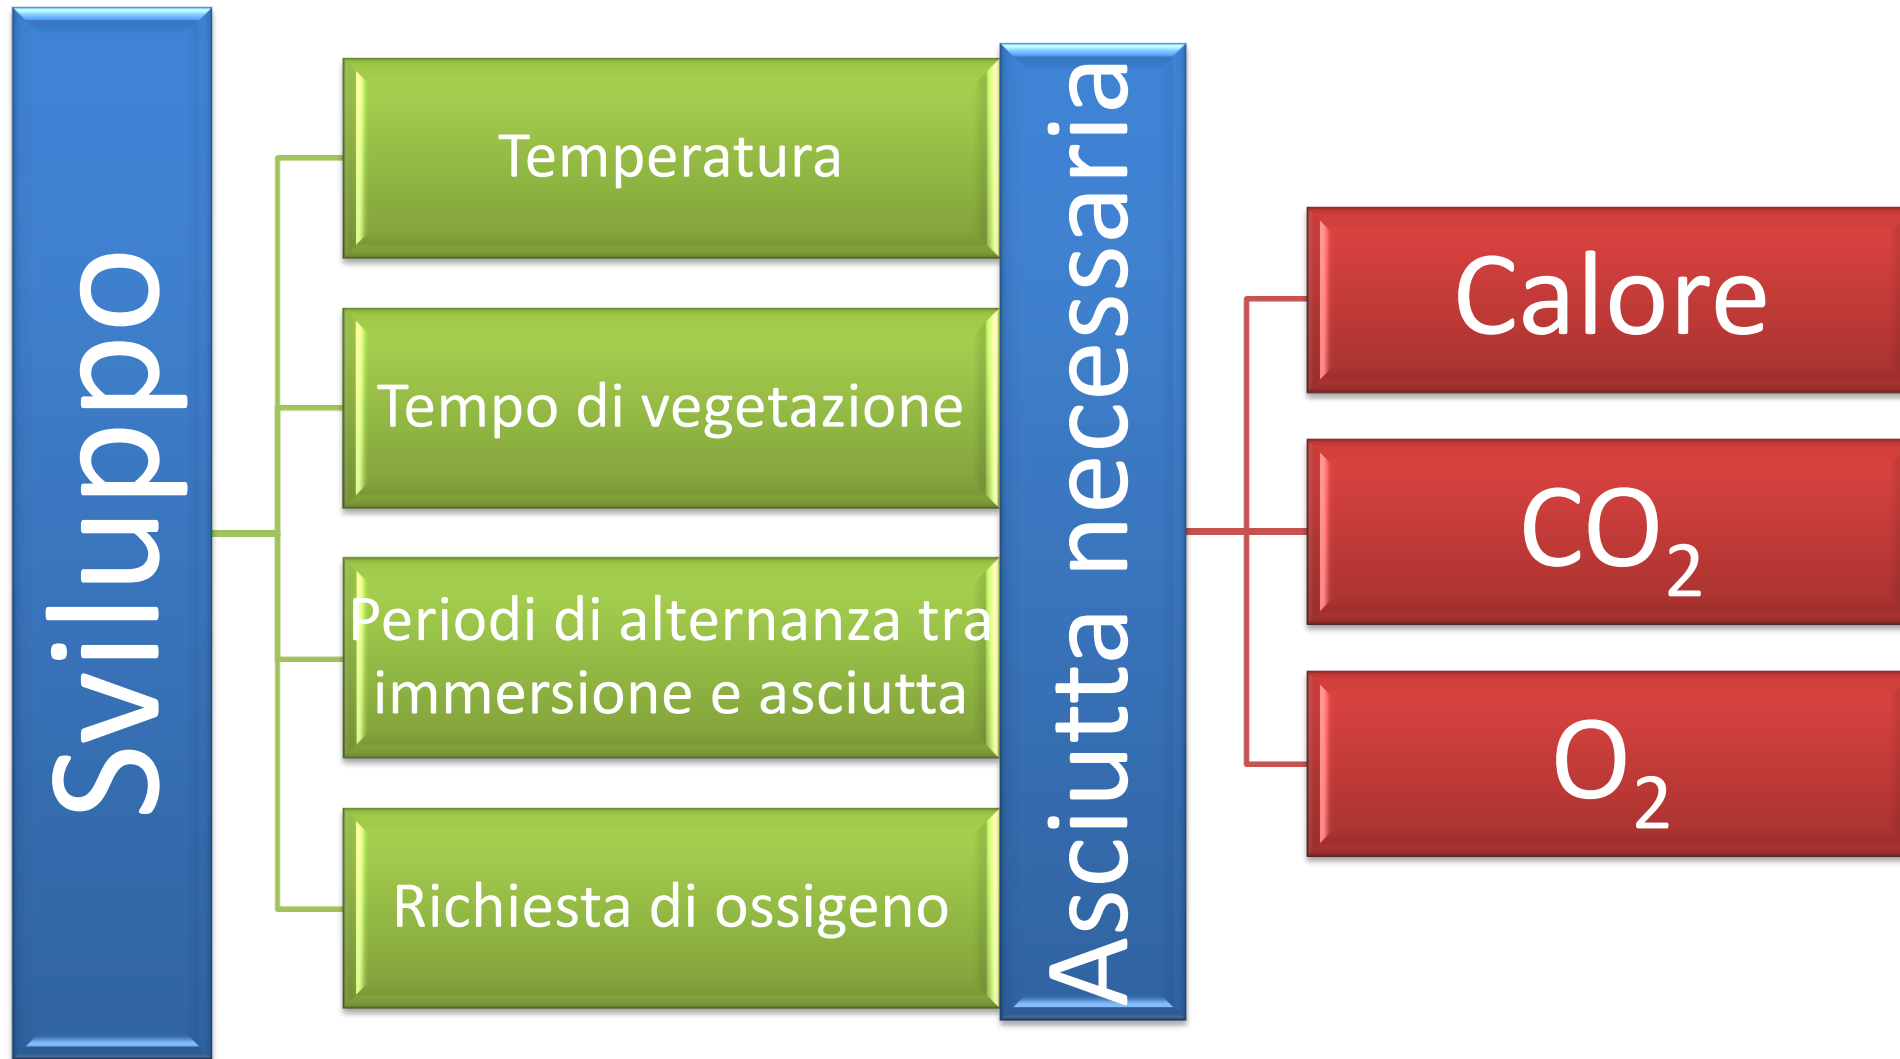 Sviluppo
Temperatura
Tempo di vegetazione
Periodi di alternanza tra
immersione e asciutta
Richiesta di ossigeno
Asciutta necessaria
Calore
CO₂
O₂